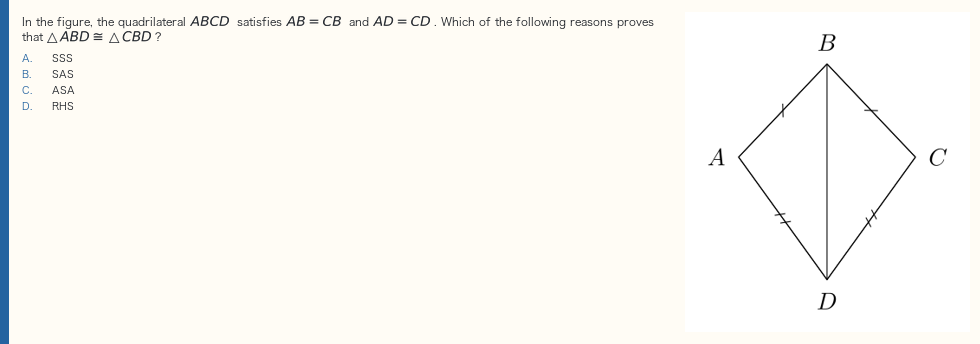 In the figure, the quadrilateral ABCD satisfies AB = CB and AD = CD . Which of the following reasons proves
that △ABD ≅ △CBD ?
A. SSS
B. SAS
C. ASA
D. RHS
B
A
C
D